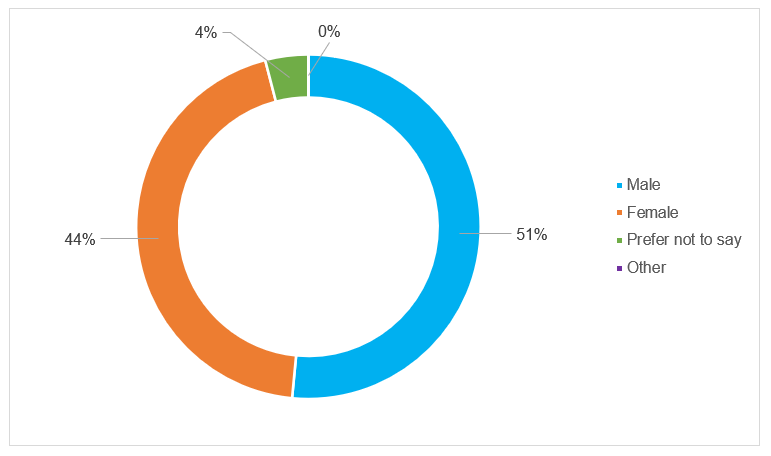 4%
0%
44%
51%
Male
Female
Prefer not to say
Other